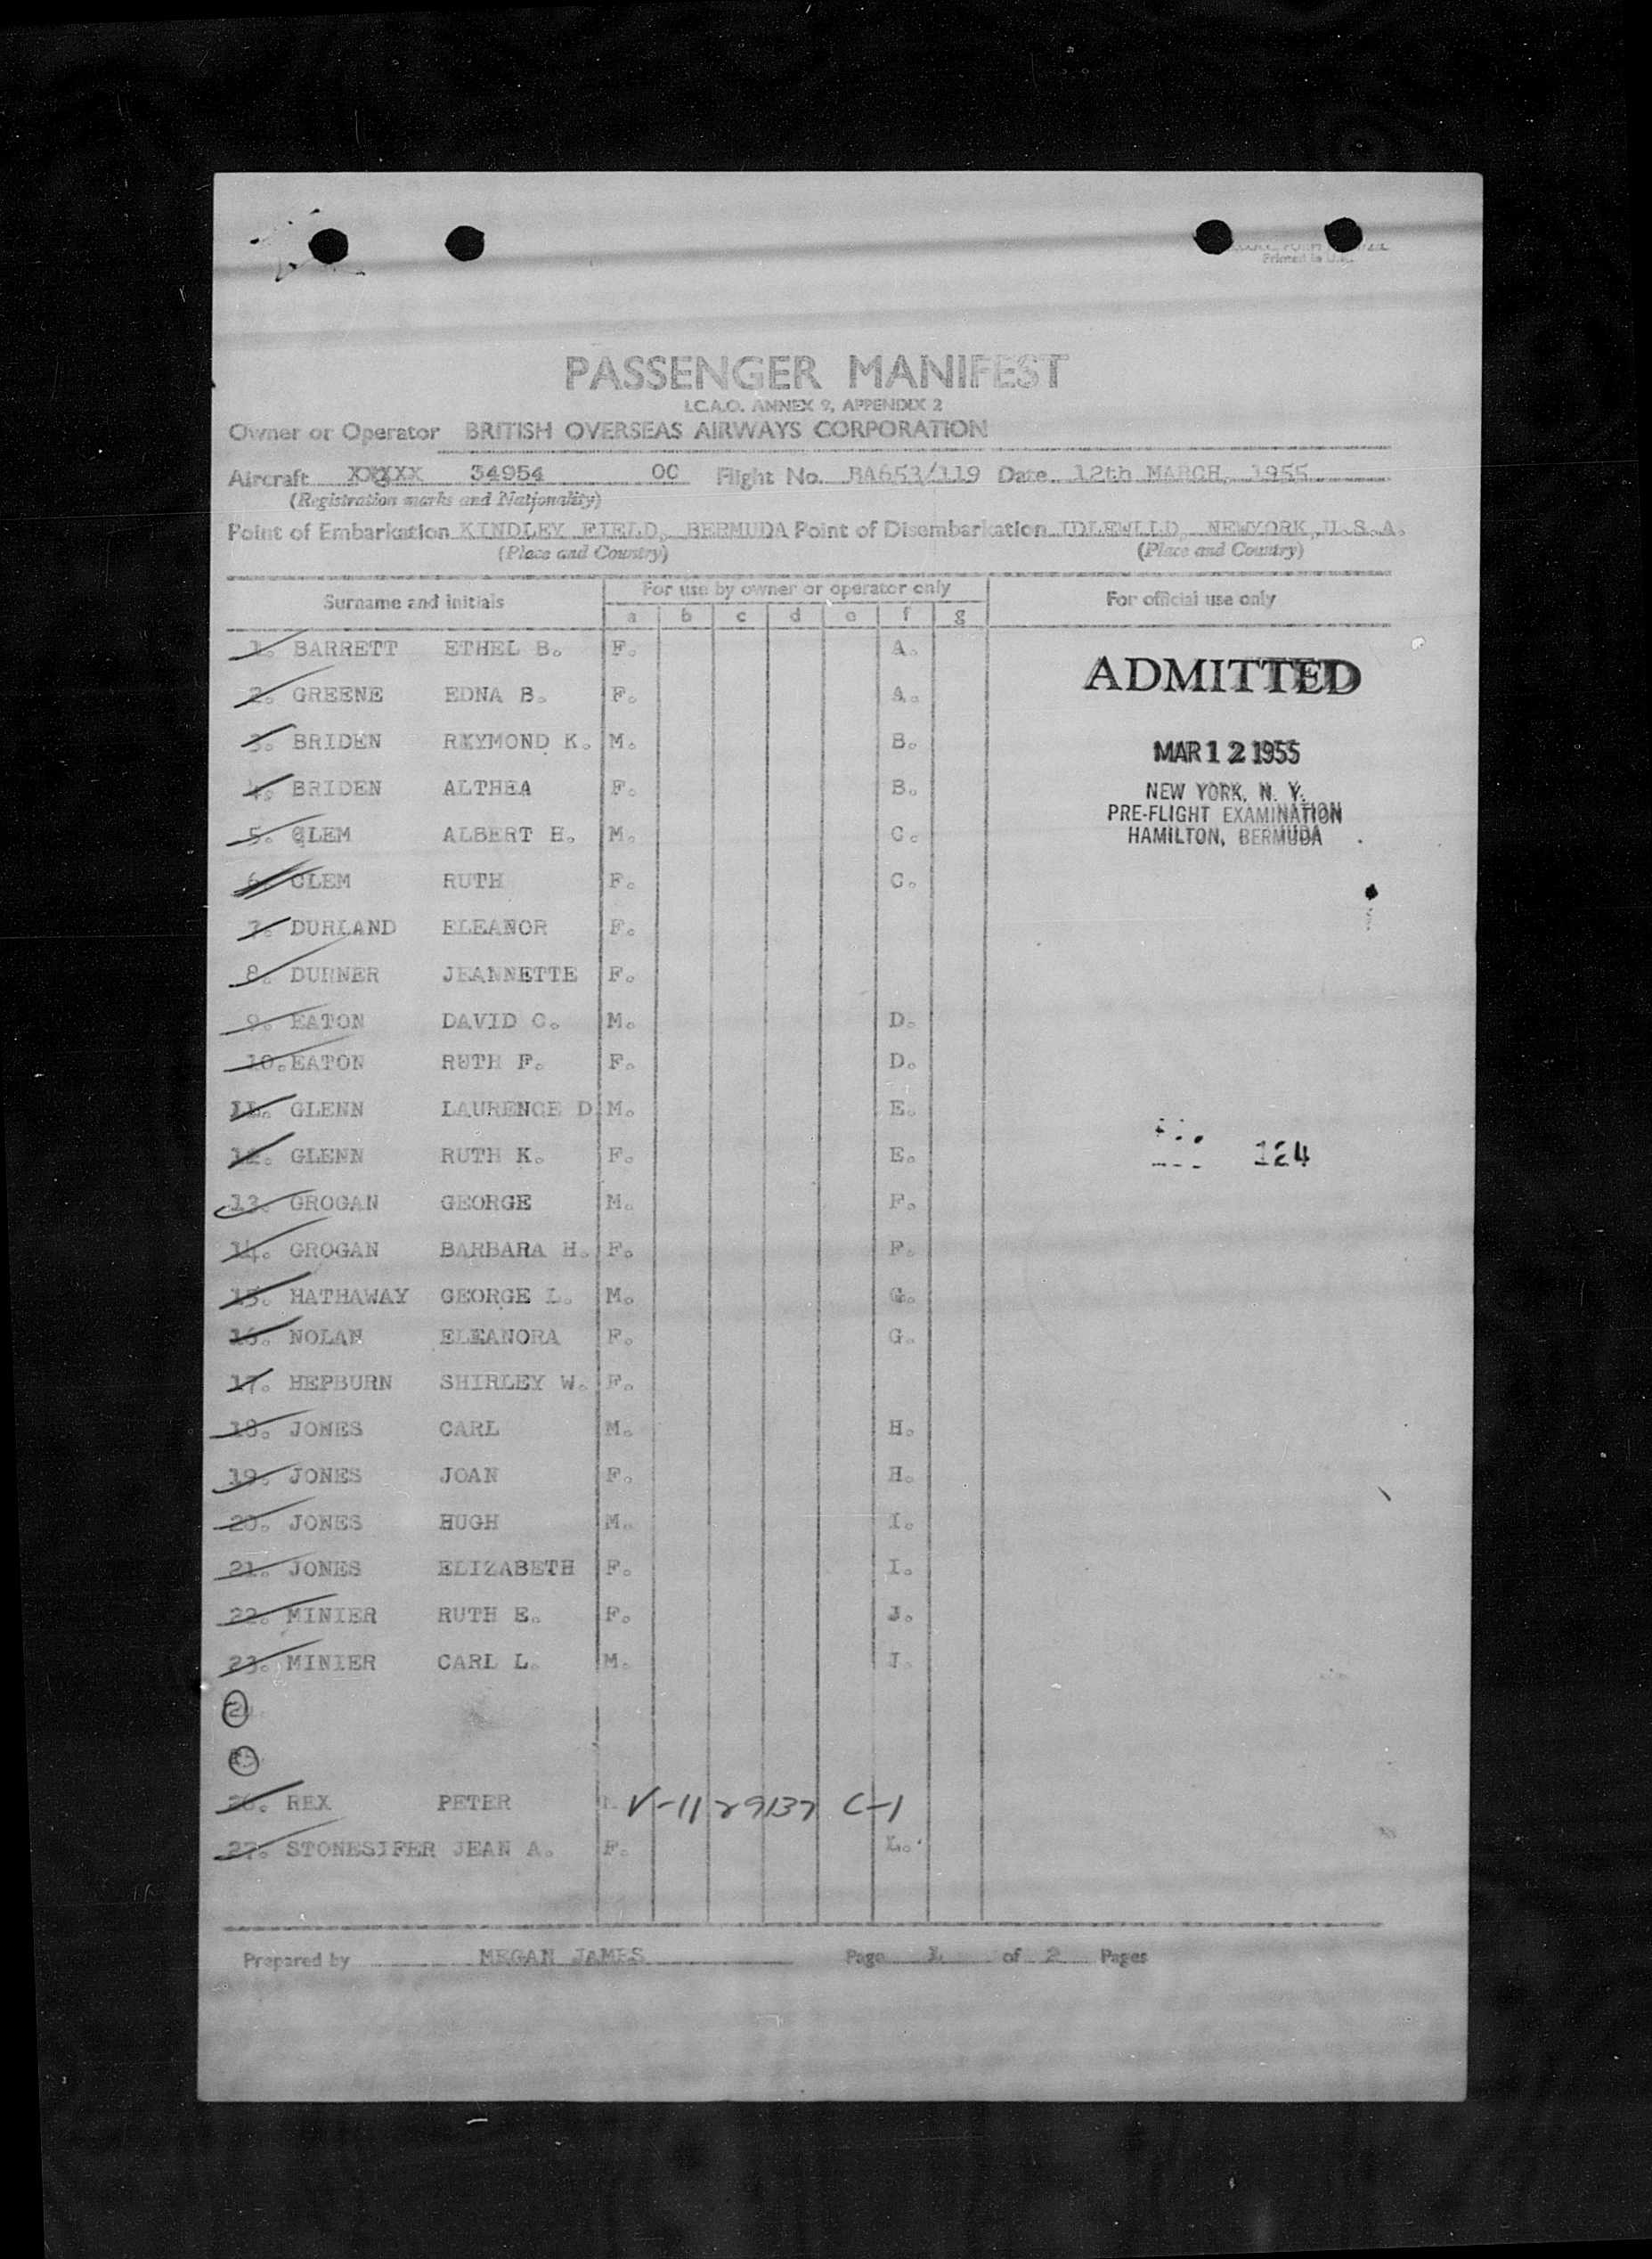 Printed in U.K.
PASSENGER MANIFEST
I.C.A.O. ANNEX 9, APPENDIX 2
Owner or Operator BRITISH OVERSEAS AIRWAYS CORPORATION
Aircraft XXXXX 34954 OC Flight No. BA653/119 Date 12th MARCH, 1955
(Registration marks and Nationality)
Point of Embarkation KINDLEY FIELD, BERMUDA Point of Disembarkation IDLEWILD, NEWYORK, U.S.A.
(Place and Country) (Place and Country)
Surname and initials For use by owner or operator only For official use only
a b c d e f g
1. BARRETT ETHEL B. F. A.
ADMITTED
2. GREENE EDNA B. F. A.
3. BRIDEN RKYMOND K. M. B.
MAR 12 1955
4. BRIDEN ALTHEA F. B.
NEW YORK, N. Y.
PRE-FLIGHT EXAMINATION
5. CLEM ALBERT H. M. C.
HAMILTON, BERMUDA
6. CLEM RUTH F. C.
7. DURLAND ELEANOR F.
8. DURNER JEANNETTE F.
9. EATON DAVID C. M. D.
10. EATON RUTH F. F. D.
11. GLENN LAURENCE D M. E.
12. GLENN RUTH K. F. E.
124
13. GROGAN GEORGE M. F.
14. GROGAN BARBARA H. F. F.
15. HATHAWAY GEORGE L. M. G.
16. NOLAN ELEANORA F. G.
17. HEPBURN SHIRLEY W. F.
18. JONES CARL M. H.
19. JONES JOAN F. H.
20. JONES HUGH M. I.
21. JONES ELIZABETH F. I.
22. MINIER RUTH E. F. J.
23. MINIER CARL L. M. J.
26. REX PETER V-1129137 C-1
27. STONESIFER JEAN A. F. L.
Prepared by MEGAN JAMES Page 1 of 2 Pages